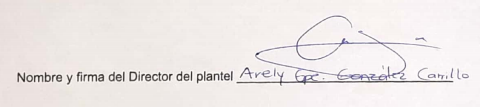 Nombre y firma del Director del plantel Arely Gpe. González Carrillo